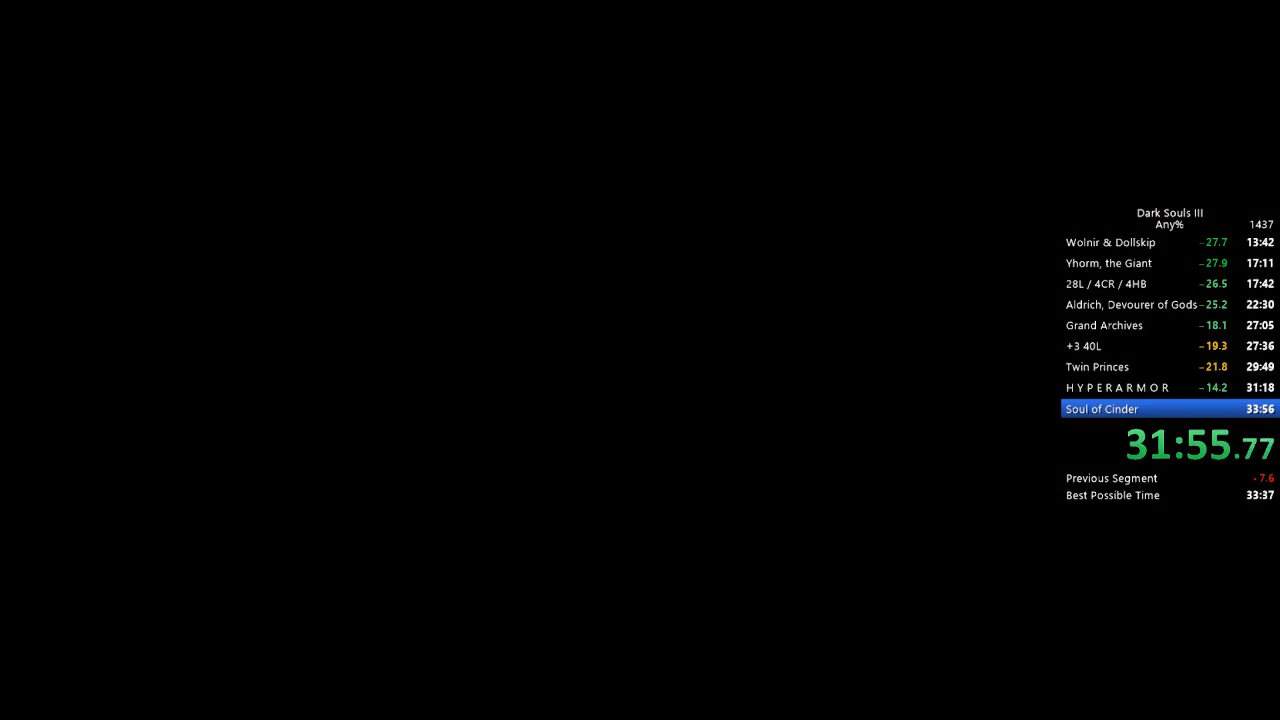 Dark Souls III
Any% 1437
Wolnir & Dollskip -27.7 13:42
Yhorm, the Giant -27.9 17:11
28L / 4CR / 4HB -26.5 17:42
Aldrich, Devourer of Gods -25.2 22:30
Grand Archives -18.1 27:05
+3 40L -19.3 27:36
Twin Princes -21.8 29:49
H Y P E R A R M O R -14.2 31:18
Soul of Cinder 33:56
31:55.77
Previous Segment +7.6
Best Possible Time 33:37